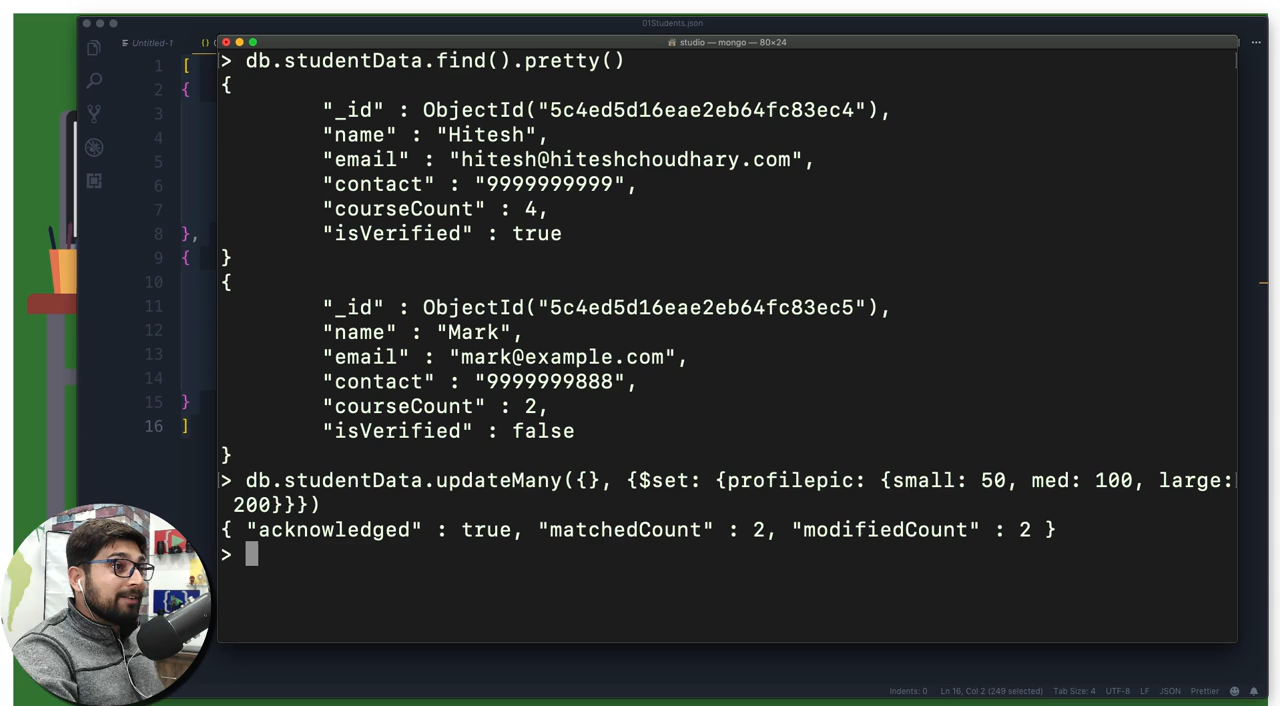 01Students.json
Untitled-1
studio — mongo — 80×24
1 [
2 {
3
4
5
6
7
8 },
9 {
10
11
12
13
14
15 }
16 ]
> db.studentData.find().pretty()
{
"_id" : ObjectId("5c4ed5d16eae2eb64fc83ec4"),
"name" : "Hitesh",
"email" : "hitesh@hiteshchoudhary.com",
"contact" : "9999999999",
"courseCount" : 4,
"isVerified" : true
}
{
"_id" : ObjectId("5c4ed5d16eae2eb64fc83ec5"),
"name" : "Mark",
"email" : "mark@example.com",
"contact" : "9999999888",
"courseCount" : 2,
"isVerified" : false
}
> db.studentData.updateMany({}, {$set: {profilepic: {small: 50, med: 100, large:
200}}})
{ "acknowledged" : true, "matchedCount" : 2, "modifiedCount" : 2 }
>
Indents: 0 Ln 16, Col 2 (249 selected) Tab Size: 4 UTF-8 LF JSON Prettier